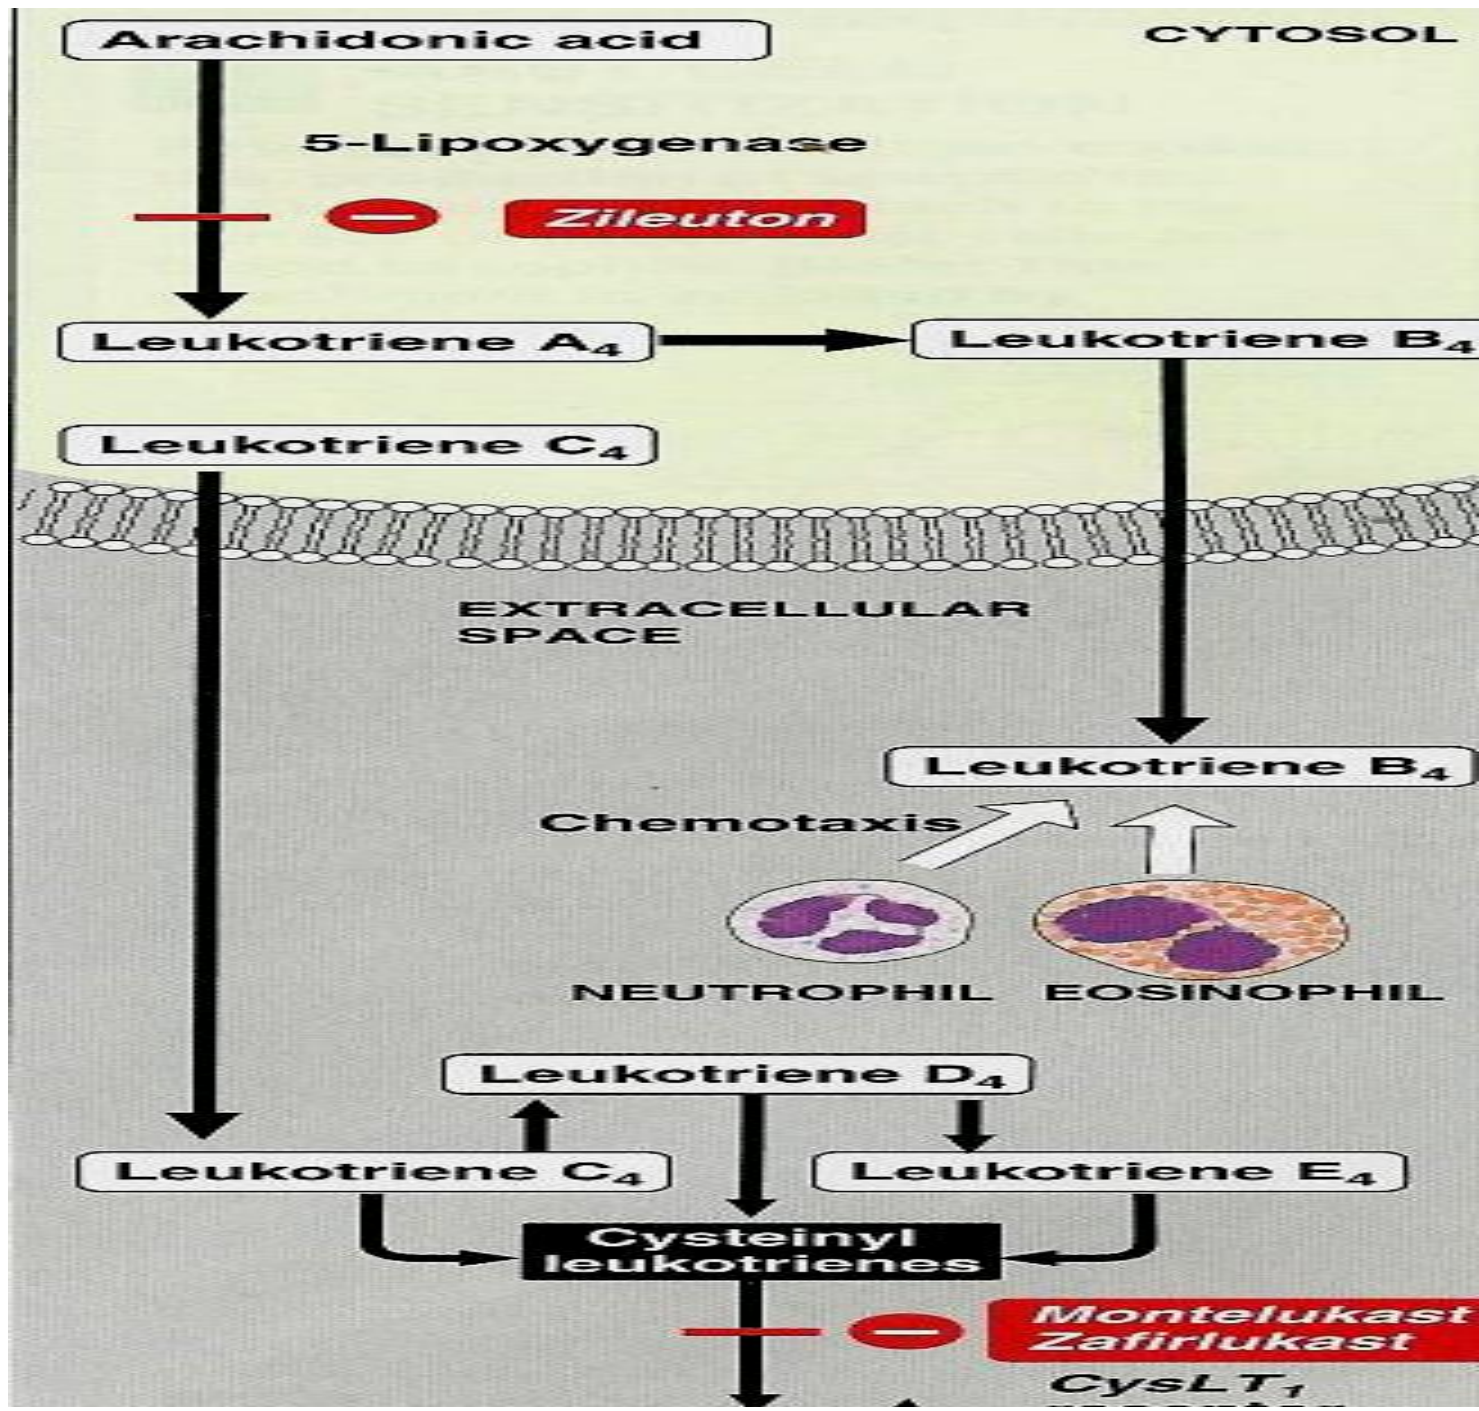 Arachidonic acid
CYTOSOL
5-Lipoxygenase
Zileuton
Leukotriene A₄
Leukotriene B₄
Leukotriene C₄
EXTRACELLULAR
SPACE
Leukotriene B₄
Chemotaxis
NEUTROPHIL
EOSINOPHIL
Leukotriene D₄
Leukotriene C₄
Leukotriene E₄
Cysteinyl
leukotrienes
Montelukast
Zafirlukast
CysLT₁